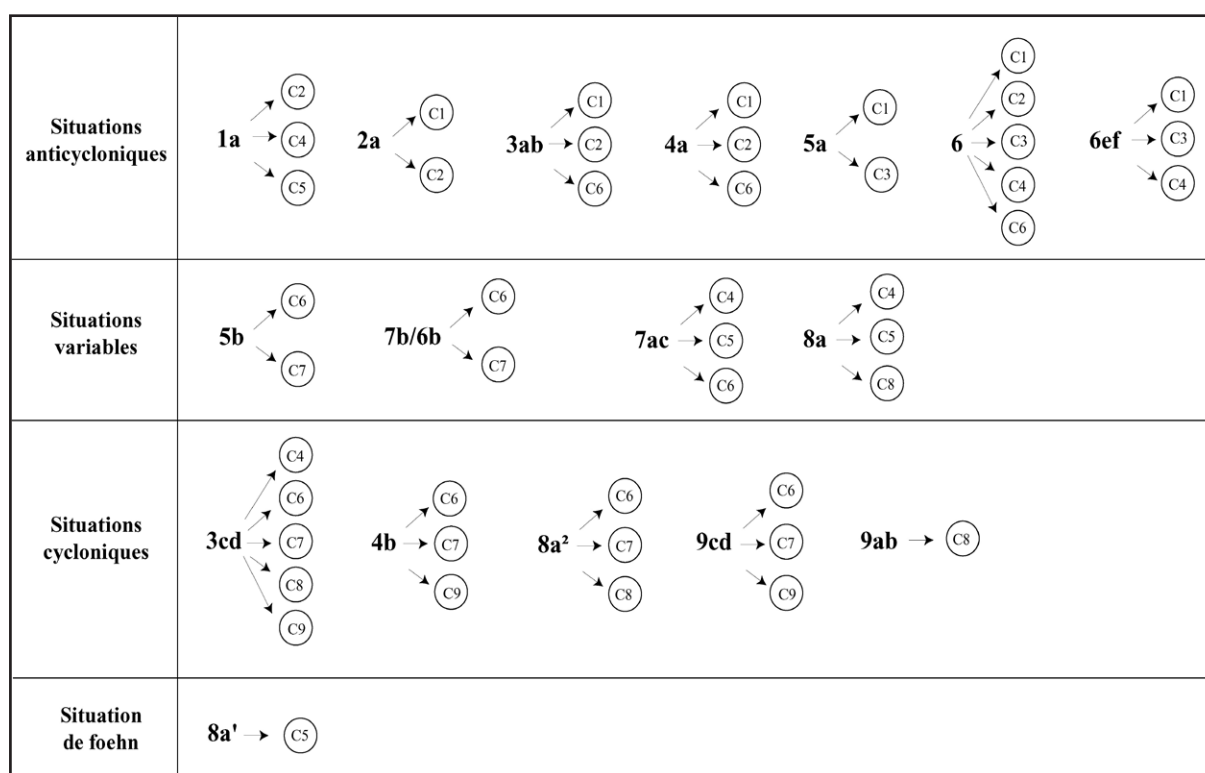 Situations
anticycloniques
1a
C2
C4
C5
2a
C1
C2
3ab
C1
C2
C6
4a
C1
C2
C6
5a
C1
C3
6
C1
C2
C3
C4
C6
6ef
C1
C3
C4
Situations
variables
5b
C6
C7
7b/6b
C6
C7
7ac
C4
C5
C6
8a
C4
C5
C8
Situations
cycloniques
3cd
C4
C6
C7
C8
C9
4b
C6
C7
C9
8a²
C6
C7
C8
9cd
C6
C7
C9
9ab
C8
Situation
de foehn
8a'
C5